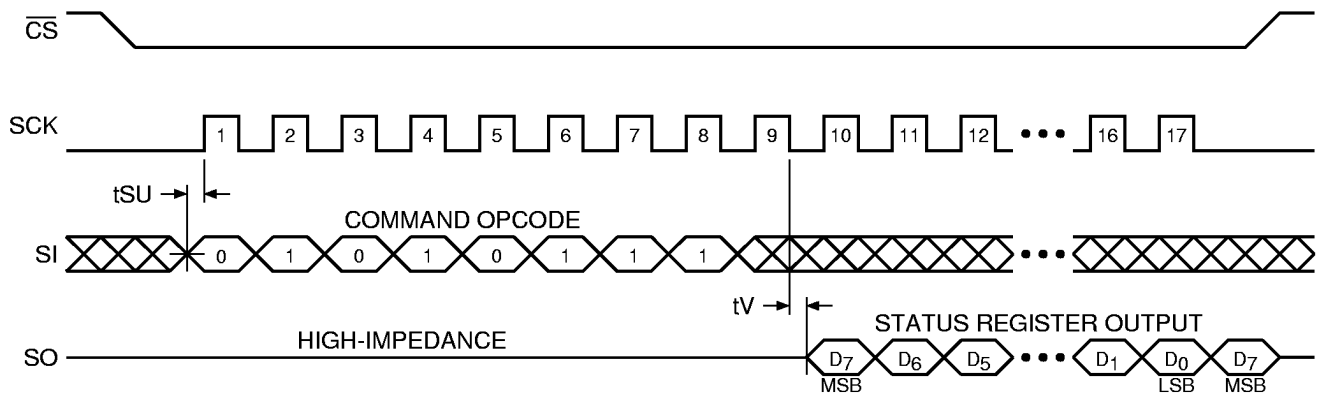 CS
SCK
1 2 3 4 5 6 7 8 9 10 11 12 ••• 16 17
tSU
COMMAND OPCODE
SI
0 1 0 1 0 1 1 1 •••
tV
STATUS REGISTER OUTPUT
HIGH-IMPEDANCE
SO
D7 D6 D5 ••• D1 D0 D7
MSB LSB MSB